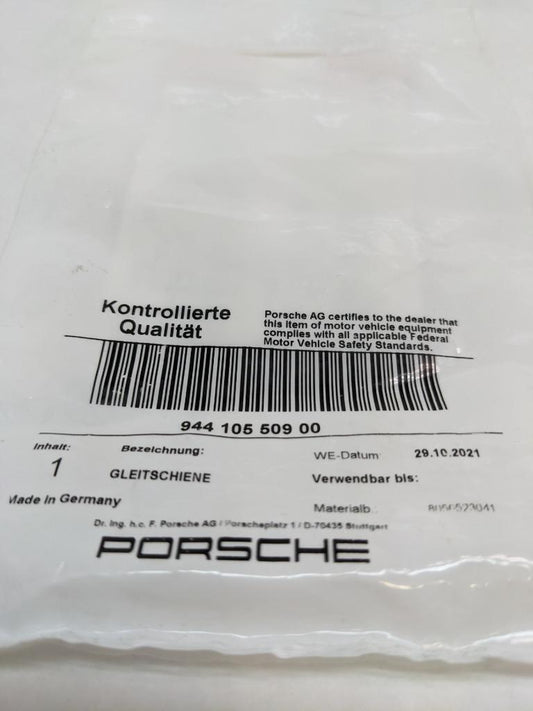 Kontrollierte
Qualität
Porsche AG certifies to the dealer that
this item of motor vehicle equipment
complies with all applicable Federal
Motor Vehicle Safety Standards.
944 105 509 00
Inhalt:
1
Bezeichnung:
GLEITSCHIENE
WE-Datum
29.10.2021
Verwendbar bis:
Made in Germany
Materialb.
Dr. Ing. h.c. F. Porsche AG / Porscheplatz 1 / D-70435 Stuttgart
PORSCHE